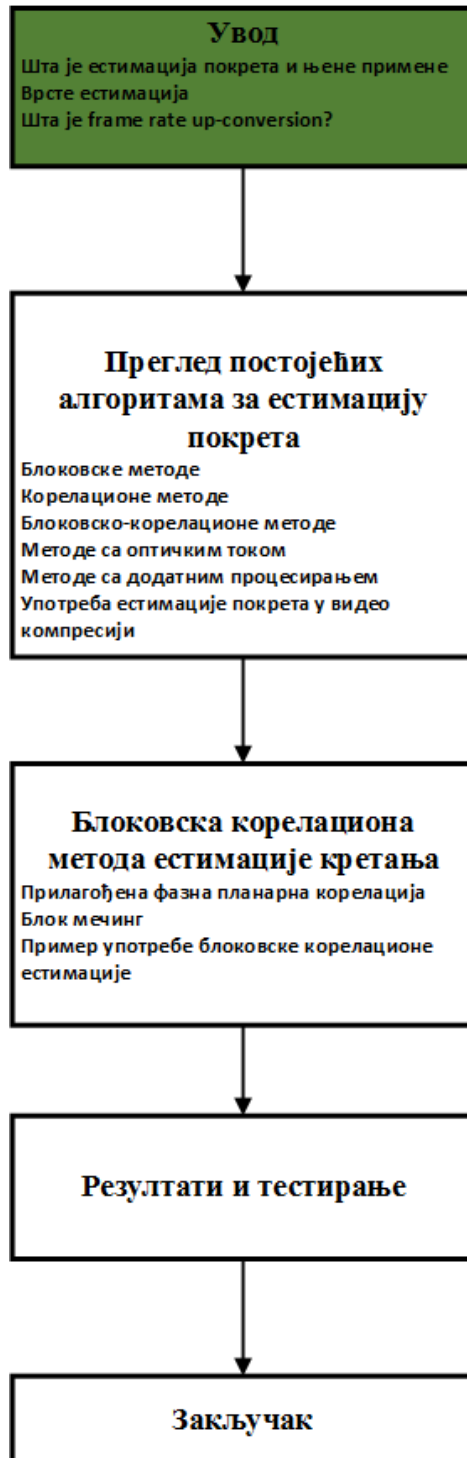 Увод
Шта је естимација покрета и њене примене
Врсте естимација
Шта је frame rate up-conversion?
Преглед постојећих
алгоритама за естимацију
покрета
Блоковске методе
Корелационе методе
Блоковско-корелационе методе
Методе са оптичким током
Методе са додатним процесирањем
Употреба естимације покрета у видео
компресији
Блоковска корелациона
метода естимације кретања
Прилагођена фазна планарна корелација
Блок мечинг
Пример употребе блоковске корелационе
естимације
Резултати и тестирање
Закључак